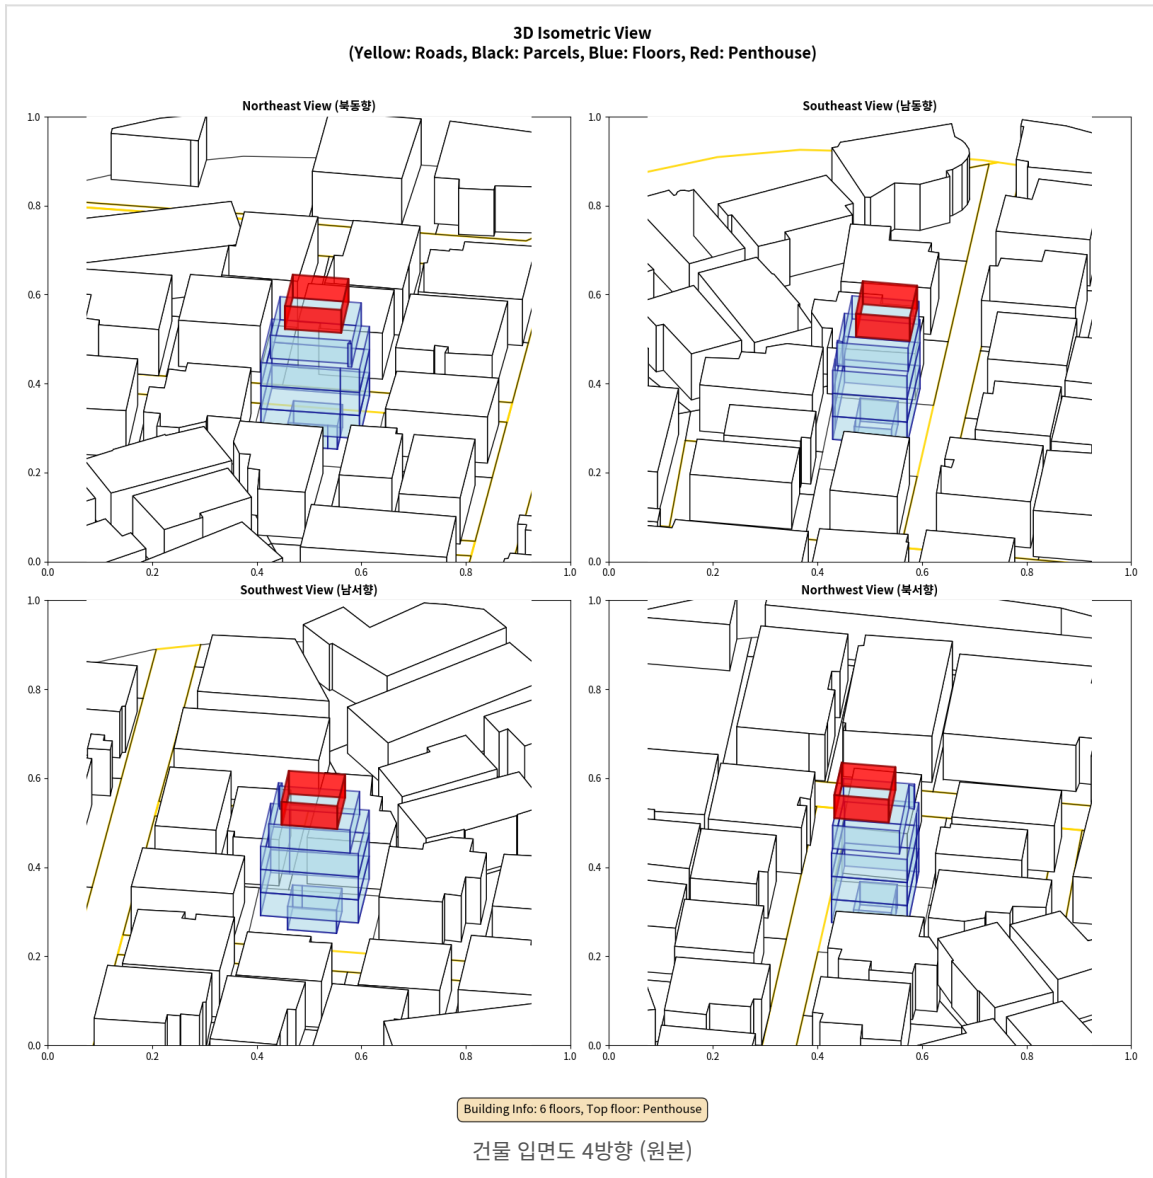 3D Isometric View
(Yellow: Roads, Black: Parcels, Blue: Floors, Red: Penthouse)
Northeast View (북동향)
1.0
0.8
0.6
0.4
0.2
0.0
0.0 0.2 0.4 0.6 0.8 1.0
Southeast View (남동향)
1.0
0.8
0.6
0.4
0.2
0.0
0.0 0.2 0.4 0.6 0.8 1.0
Southwest View (남서향)
1.0
0.8
0.6
0.4
0.2
0.0
0.0 0.2 0.4 0.6 0.8 1.0
Northwest View (북서향)
1.0
0.8
0.6
0.4
0.2
0.0
0.0 0.2 0.4 0.6 0.8 1.0
Building Info: 6 floors, Top floor: Penthouse
건물 입면도 4방향 (원본)